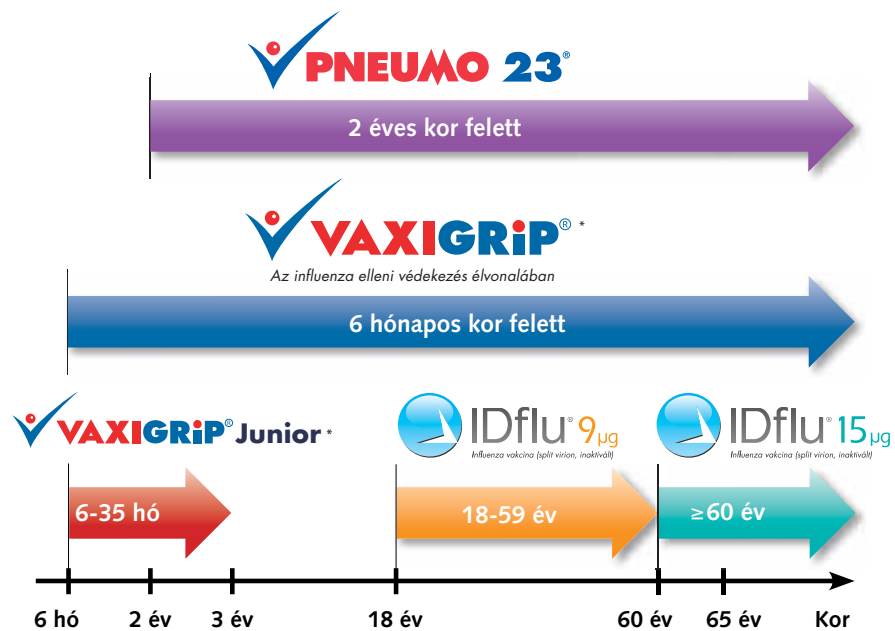 PNEUMO 23®
2 éves kor felett
VAXIGRiP® *
Az influenza elleni védekezés élvonalában
6 hónapos kor felett
VAXIGRiP® Junior *
IDflu® 9µg
Influenza vakcina (split virion, inaktivált)
IDflu® 15µg
Influenza vakcina (split virion, inaktivált)
6-35 hó
18-59 év
≥60 év
6 hó 2 év 3 év 18 év 60 év 65 év Kor